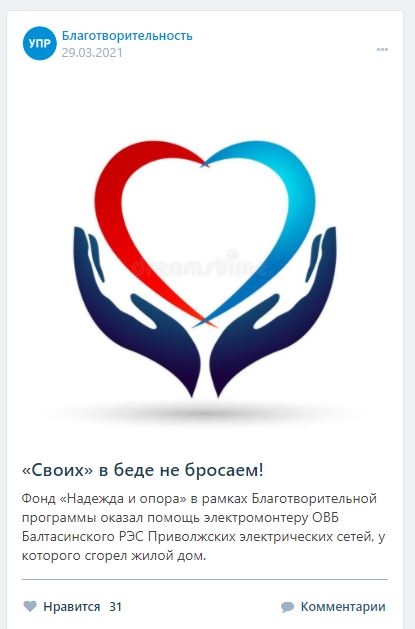 УПР
Благотворительность
29.03.2021
dreamstime
«Своих» в беде не бросаем!
Фонд «Надежда и опора» в рамках Благотворительной
программы оказал помощь электромонтеру ОВБ
Балтасинского РЭС Приволжских электрических сетей, у
которого сгорел жилой дом.
Нравится 31
Комментарии